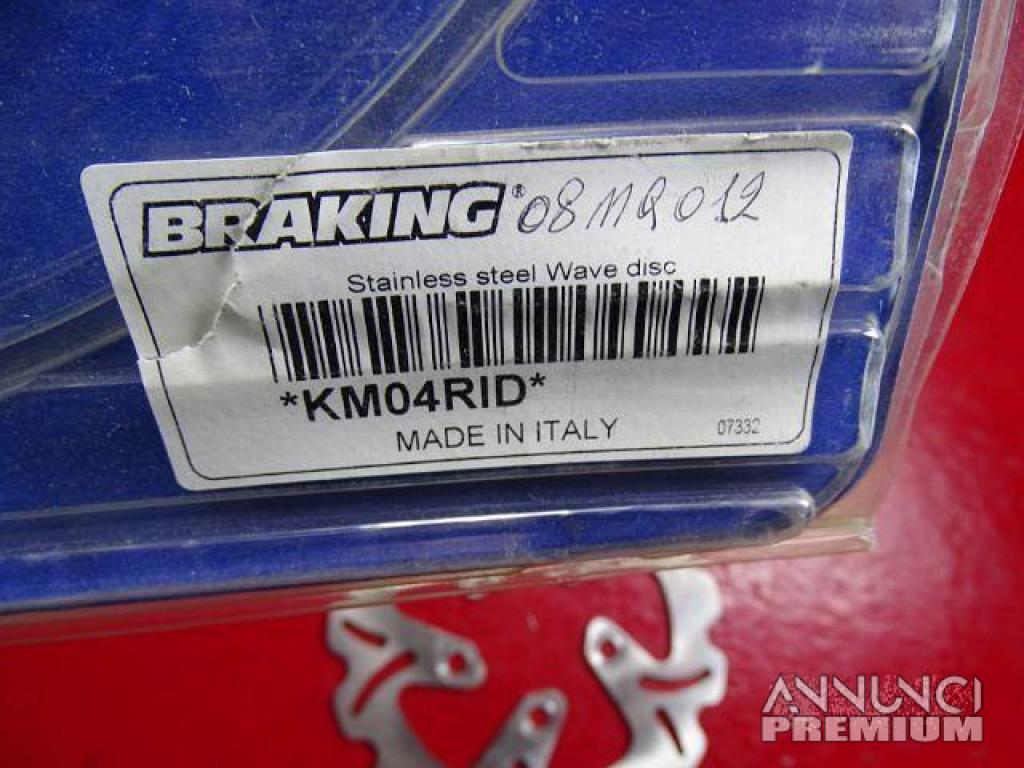 BRAKING® 08MQ012
Stainless steel Wave disc
*KM04RID*
MADE IN ITALY 07332
ANNUNCI
PREMIUM